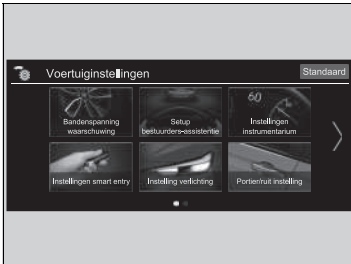 Voertuiginstellingen
Standaard
Bandenspanning
waarschuwing
Setup
bestuurders-assistentie
60
Instellingen
instrumentarium
Instellingen smart entry
Instelling verlichting
Portier/ruit instelling